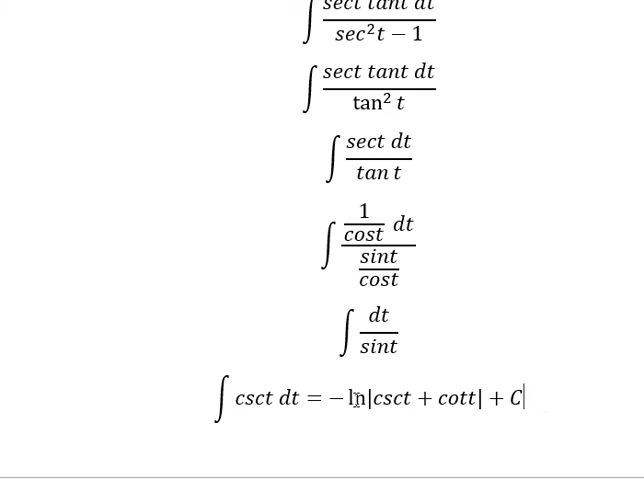 ∫ sect tant dt / sec²t − 1
∫ sect tant dt / tan² t
∫ sect dt / tan t
∫ 1/cost dt / sint/cost
∫ dt / sint
∫ csct dt = − ln|csct + cott| + C